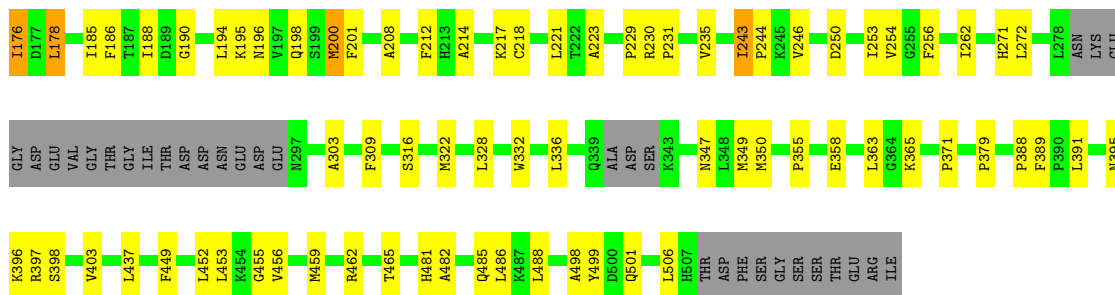 I176 D177 L178 I185 F186 T187 I188 D189 G190 L194 K195 N196 V197 Q198 S199 M200 F201 A208 F212 H213 A214 K217 C218 L221 T222 A223 P229 R230 P231 V235 I243 P244 K245 V246 D250 I253 V254 G255 F256 I262 H271 L272 L278 ASN LYS GLU
GLY ASP GLU VAL GLY THR GLY ILE THR ASP ASP ASN GLU ASP GLU N297 A303 F309 S316 M322 L328 W332 L336 Q339 ALA ASP SER K343 N347 L348 M349 M350 P355 E358 L363 G364 K365 P371 P379 P388 F389 P390 L391
K396 R397 S398 V403 L437 F449 L452 L453 K454 G455 V456 M459 R462 T465 H481 A482 Q485 L486 K487 L488 A498 Y499 D500 Q501 L506 H507 THR ASP PHE SER GLY SER SER THR GLU ARG ILE